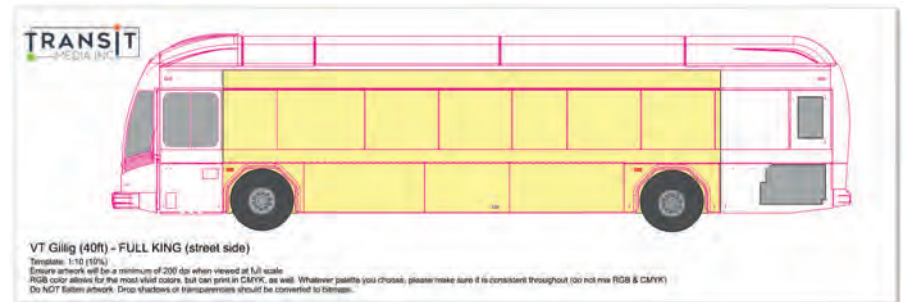 TRANSIT
MEDIA INC
VT Gillig (40ft) - FULL KING (street side)
Template: 1:10 (10%)
Ensure artwork will be a minimum of 200 dpi when viewed at full scale
RGB color allows for the most vivid colors, but can print in CMYK, as well. Whatever palette you choose, please make sure it is consistent throughout (do not mix RGB & CMYK)
Do NOT flatten artwork. Drop shadows or transparencies should be converted to bitmaps.